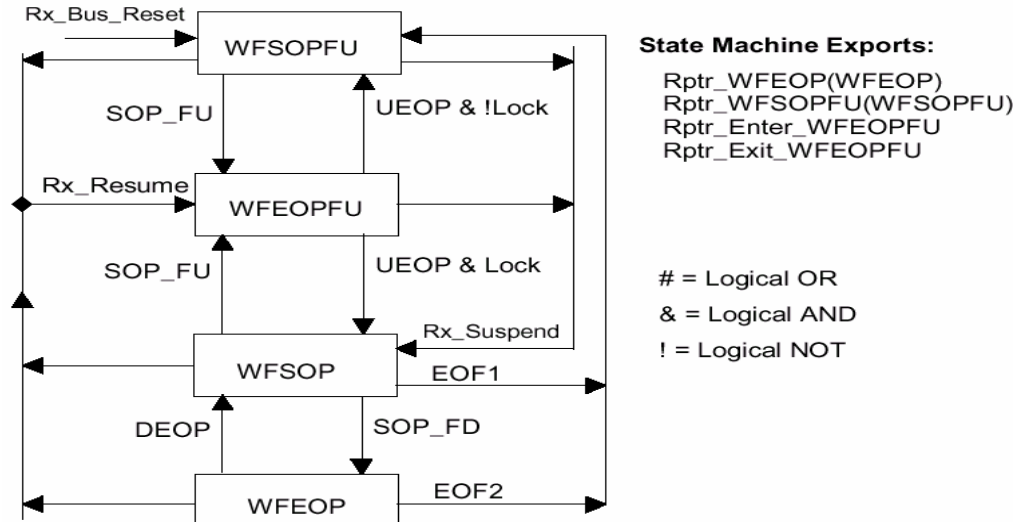 Rx_Bus_Reset
WFSOPFU
SOP_FU
UEOP & !Lock
Rx_Resume
WFEOPFU
SOP_FU
UEOP & Lock
Rx_Suspend
WFSOP
EOF1
DEOP
SOP_FD
WFEOP
EOF2
State Machine Exports:
Rptr_WFEOP(WFEOP)
Rptr_WFSOPFU(WFSOPFU)
Rptr_Enter_WFEOPFU
Rptr_Exit_WFEOPFU
# = Logical OR
& = Logical AND
! = Logical NOT